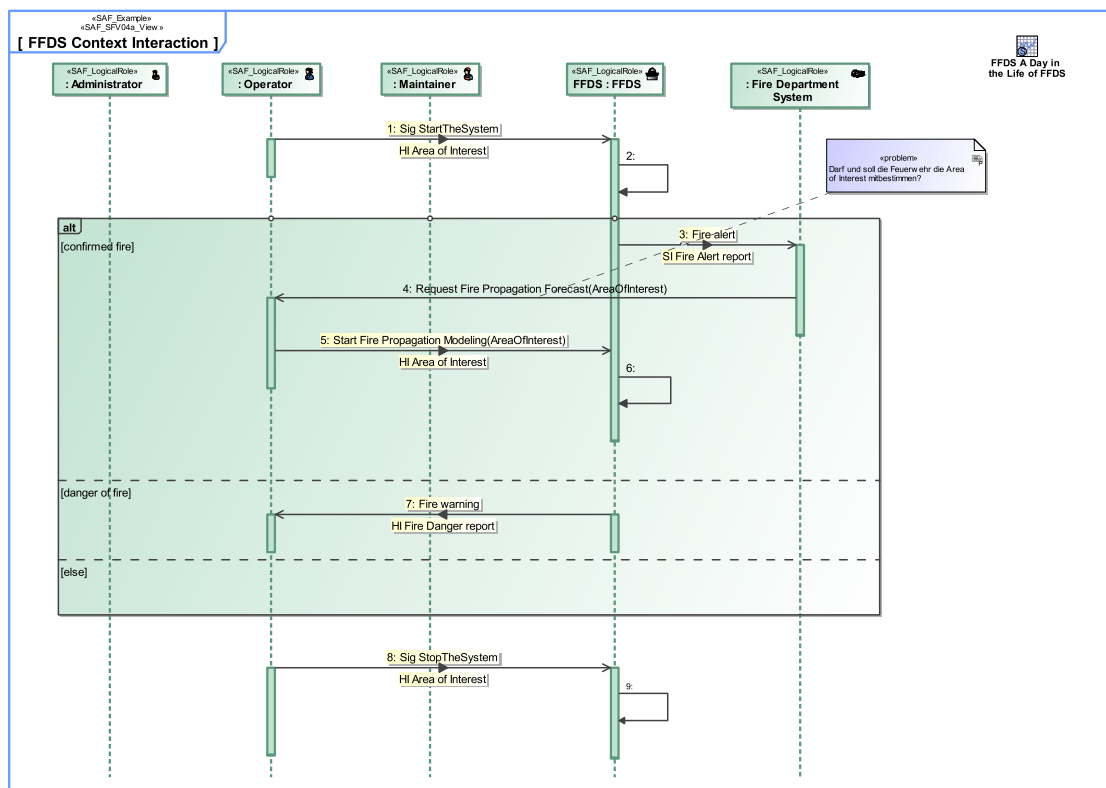 «SAF_Example»
«SAF_SFV04a_View»
[ FFDS Context Interaction ]
FFDS A Day in
the Life of FFDS
«SAF_LogicalRole»
: Administrator
«SAF_LogicalRole»
: Operator
«SAF_LogicalRole»
: Maintainer
«SAF_LogicalRole»
FFDS : FFDS
«SAF_LogicalRole»
: Fire Department
System
1: Sig StartTheSystem
HI Area of Interest
2:
«problem»
Darf und soll die Feuerwehr die Area
of Interest mitbestimmen?
alt
[confirmed fire]
3: Fire alert
SI Fire Alert report
4: Request Fire Propagation Forecast(AreaOfInterest)
5: Start Fire Propagation Modeling(AreaOfInterest)
HI Area of Interest
6:
[danger of fire]
7: Fire warning
HI Fire Danger report
[else]
8: Sig StopTheSystem
HI Area of Interest
9: